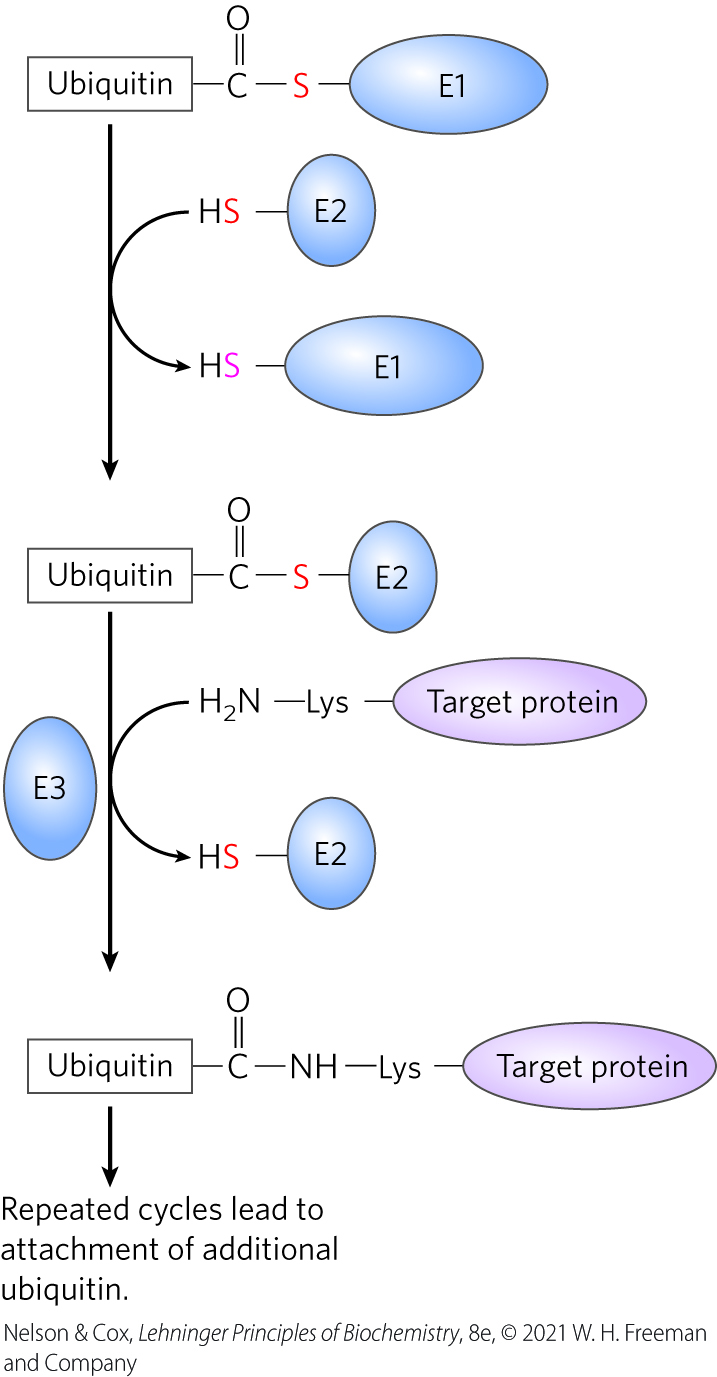 O
Ubiquitin C S E1
HS E2
HS E1
O
Ubiquitin C S E2
H₂N Lys Target protein
E3
HS E2
O
Ubiquitin C NH Lys Target protein
Repeated cycles lead to
attachment of additional
ubiquitin.
Nelson & Cox, Lehninger Principles of Biochemistry, 8e, © 2021 W. H. Freeman
and Company